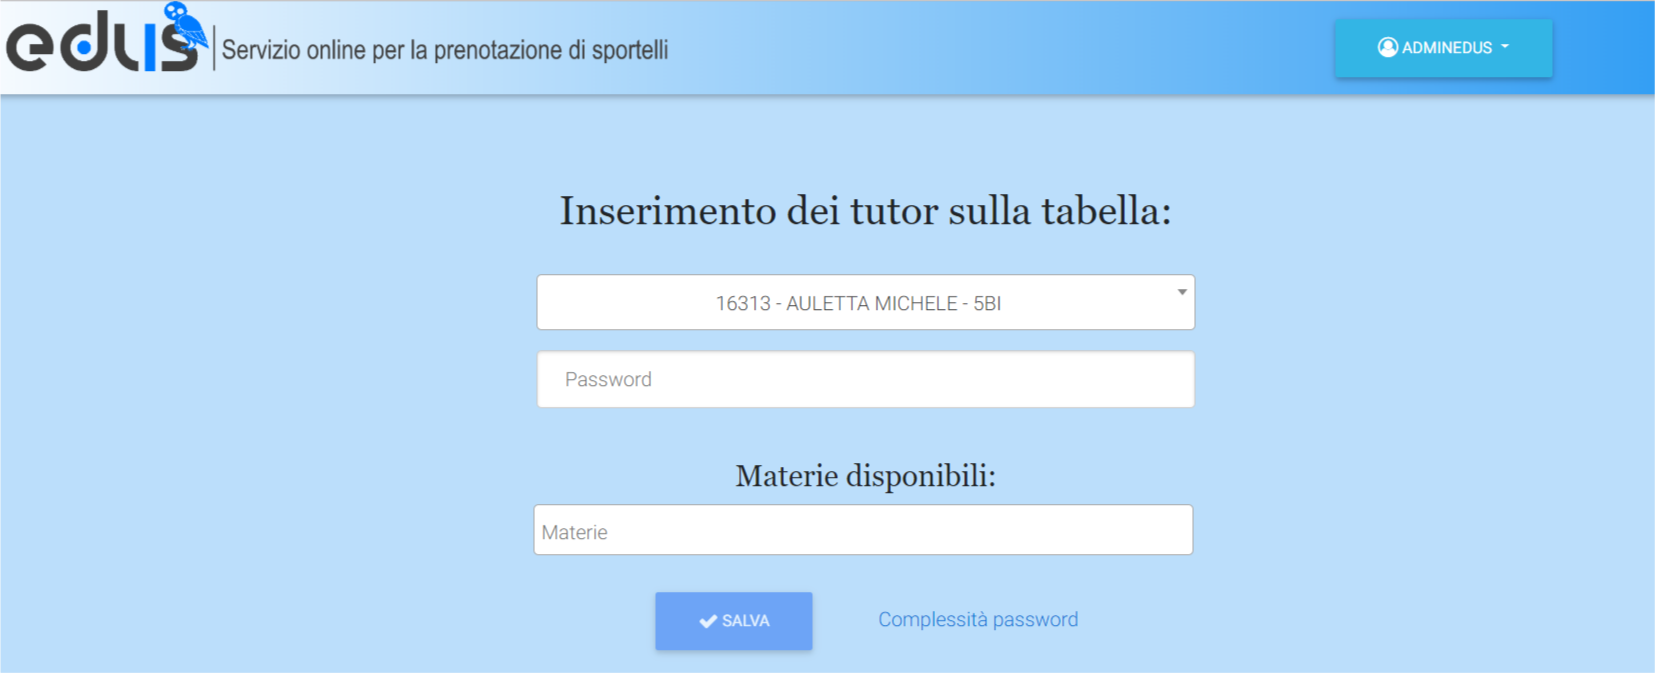 edus Servizio online per la prenotazione di sportelli
ADMINEDUS
Inserimento dei tutor sulla tabella:
16313 - AULETTA MICHELE - 5BI
Password
Materie disponibili:
Materie
SALVA Complessità password